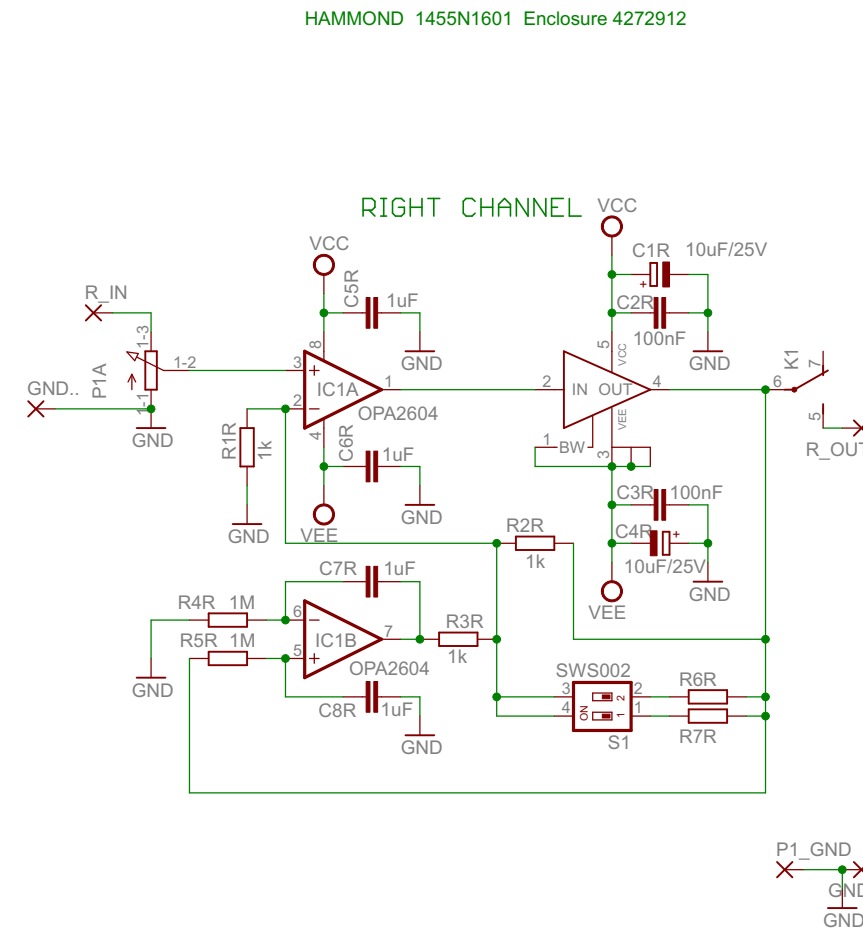 HAMMOND 1455N1601 Enclosure 4272912
RIGHT CHANNEL
VCC
VCC
C1R 10uF/25V
R_IN
C5R
1uF
C2R
100nF
1-3
8
5
VCC
GND
GND
K1
7
P1A
1-2
3
+
1
IC1A
OPA2604
2
IN
OUT
4
6
GND..
2
−
VEE
5
1-1
GND
R1R
1k
4
C6R
1uF
1
BW
3
R_OUT
GND
VEE
GND
C3R
100nF
C4R
+
10uF/25V
R2R
1k
GND
VEE
C7R
1uF
R4R 1M
6
−
IC1B
7
R3R
1k
R5R 1M
5
+
OPA2604
SWS002
GND
C8R
1uF
3
2
2
R6R
4
ON
1
1
R7R
GND
S1
P1_GND
GND
GND